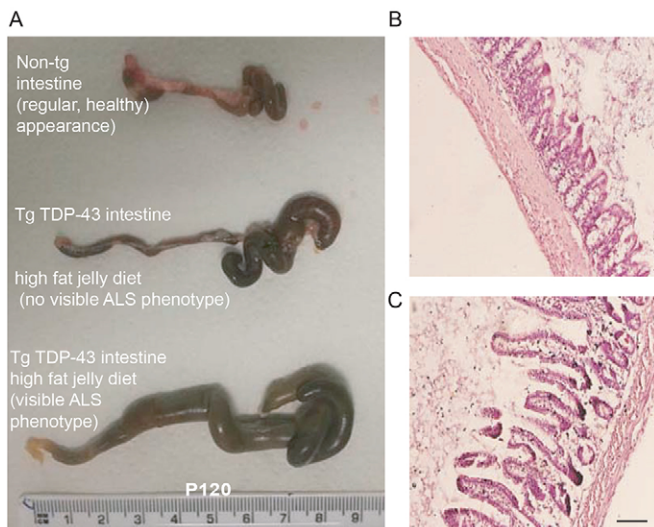 A
B
Non-tg
intestine
(regular, healthy)
appearance)
Tg TDP-43 intestine
high fat jelly diet
(no visible ALS phenotype)
C
Tg TDP-43 intestine
high fat jelly diet
(visible ALS
phenotype)
P120
1 2 3 4 5 6 7 8 9